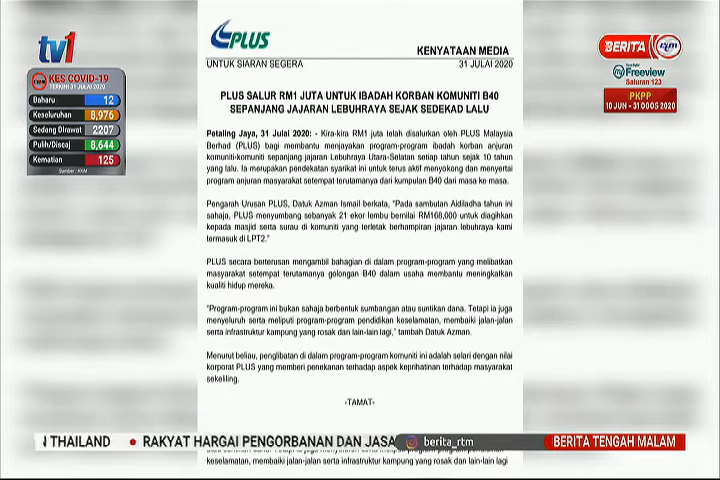 tv1
KES COVID-19
TERKINI 31 JULAI 2020
Baharu 12
Keseluruhan 8,976
Sedang Dirawat 2207
Pulih/Discaj 8,644
Kematian 125
Sumber : KKM
BERITA rtm
Freeview
Saluran 123
PKPP
10 JUN - 31 OGOS 2020
PLUS
KENYATAAN MEDIA
UNTUK SIARAN SEGERA 31 JULAI 2020
PLUS SALUR RM1 JUTA UNTUK IBADAH KORBAN KOMUNITI B40
SEPANJANG JAJARAN LEBUHRAYA SEJAK SEDEKAD LALU
Petaling Jaya, 31 Julai 2020: - Kira-kira RM1 juta telah disalurkan oleh PLUS Malaysia
Berhad (PLUS) bagi membantu menjayakan program-program ibadah korban anjuran
komuniti-komuniti sepanjang jajaran Lebuhraya Utara-Selatan setiap tahun sejak 10 tahun
yang lalu. Ia merupakan pendekatan syarikat ini untuk terus aktif menyokong dan menyertai
program anjuran masyarakat setempat terutamanya dari kumpulan B40 dari masa ke masa.
Pengarah Urusan PLUS, Datuk Azman Ismail berkata, "Pada sambutan Aidiladha tahun ini
sahaja, PLUS menyumbang sebanyak 21 ekor lembu bernilai RM168,000 untuk diagihkan
kepada masjid serta surau di komuniti yang terletak berhampiran jajaran lebuhraya kami
termasuk di LPT2."
PLUS secara berterusan mengambil bahagian di dalam program-program yang melibatkan
masyarakat setempat terutamanya golongan B40 dalam usaha membantu meningkatkan
kualiti hidup mereka.
"Program-program ini bukan sahaja berbentuk sumbangan atau suntikan dana. Tetapi ia juga
menyeluruh serta meliputi program-program pendidikan keselamatan, membaiki jalan-jalan
serta infrastruktur kampung yang rosak dan lain-lain lagi," tambah Datuk Azman.
Menurut beliau, penglibatan di dalam program-program komuniti ini adalah selari dengan nilai
korporat PLUS yang memberi penekanan terhadap aspek keprihatinan terhadap masyarakat
sekeliling.
-TAMAT-
N THAILAND • RAKYAT HARGAI PENGORBANAN DAN JASA berita_rtm BERITA TENGAH MALAM
keselamatan, membaiki jalan-jalan serta infrastruktur kampung yang rosak dan lain-lain lagi